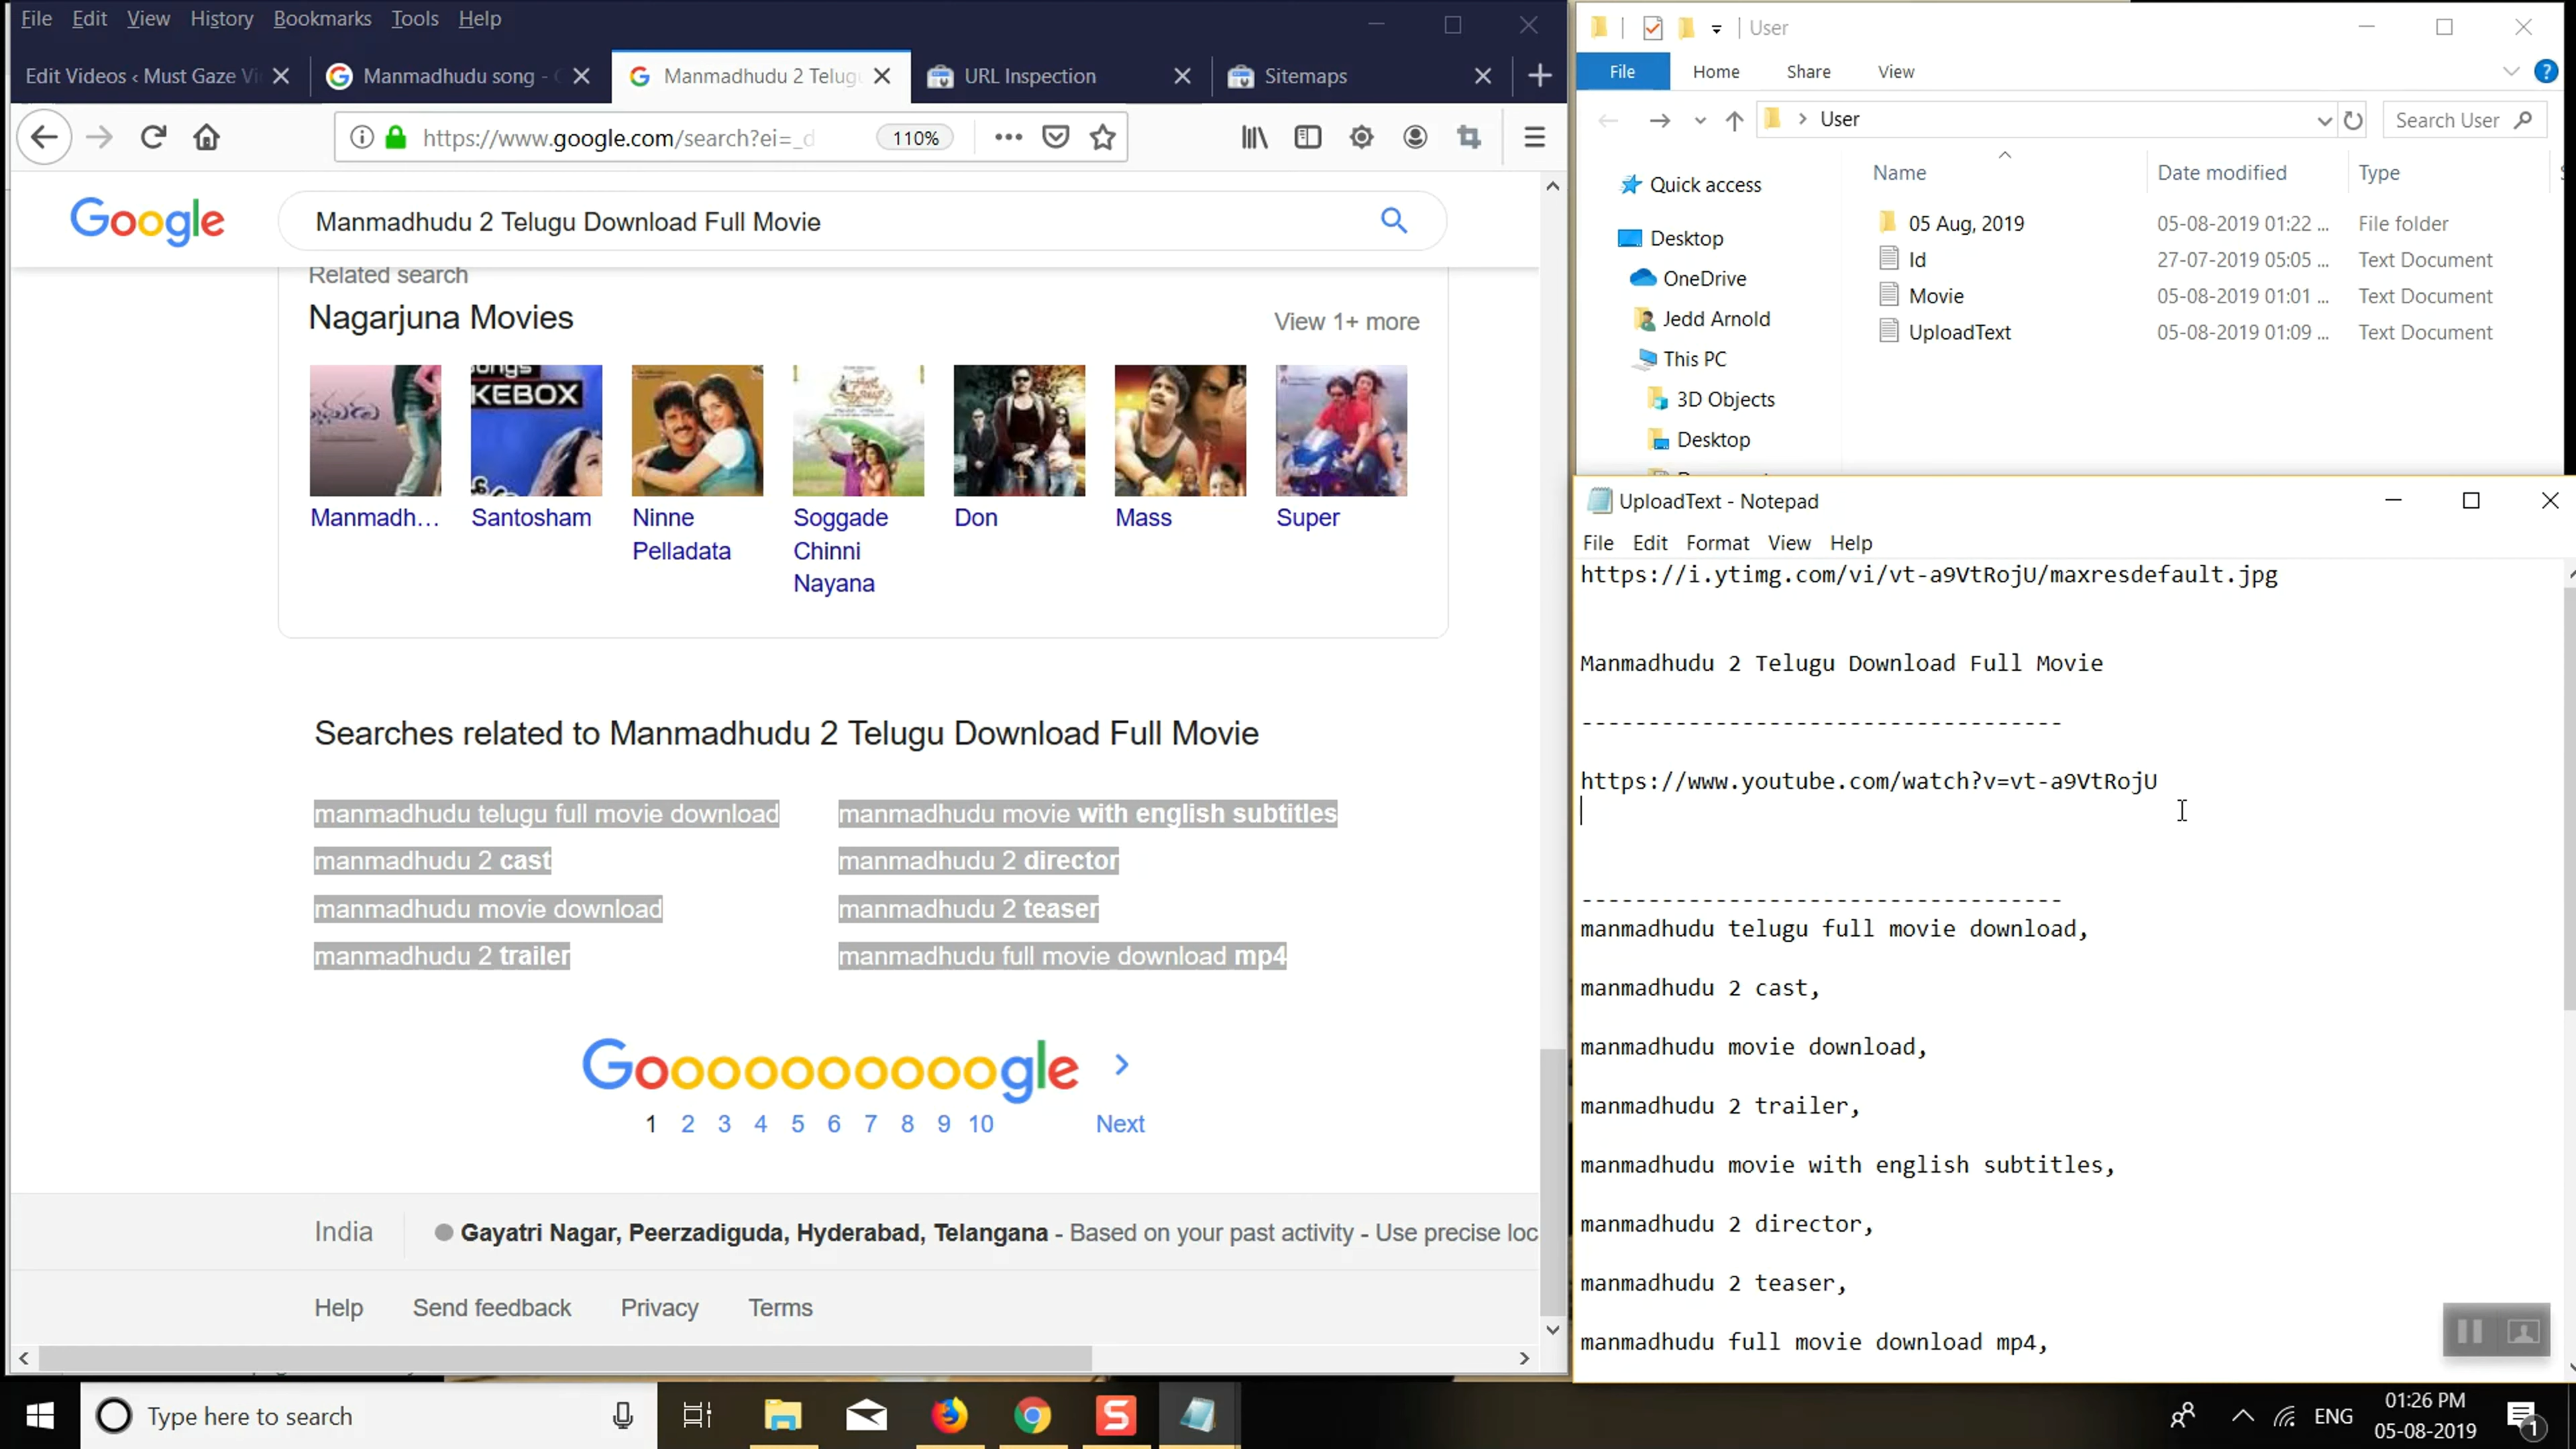 File Edit View History Bookmarks Tools Help
Edit Videos ‹ Must Gaze Vi
Manmadhudu song -
Manmadhudu 2 Telugu
URL Inspection
Sitemaps
https://www.google.com/search?ei=_d
110%
Google
Manmadhudu 2 Telugu Download Full Movie
Related search
Nagarjuna Movies
View 1+ more
KEBOX
Manmadh...
Santosham
Ninne Pelladata
Soggade Chinni Nayana
Don
Mass
Super
Searches related to Manmadhudu 2 Telugu Download Full Movie
manmadhudu telugu full movie download
manmadhudu movie with english subtitles
manmadhudu 2 cast
manmadhudu 2 director
manmadhudu movie download
manmadhudu 2 teaser
manmadhudu 2 trailer
manmadhudu full movie download mp4
Goooooooooogle
1 2 3 4 5 6 7 8 9 10 Next
India
Gayatri Nagar, Peerzadiguda, Hyderabad, Telangana - Based on your past activity - Use precise loc
Help Send feedback Privacy Terms
User
File Home Share View
User
Search User
Name Date modified Type
Quick access
Desktop
OneDrive
Jedd Arnold
This PC
3D Objects
Desktop
05 Aug, 2019 05-08-2019 01:22 ... File folder
Id 27-07-2019 05:05 ... Text Document
Movie 05-08-2019 01:01 ... Text Document
UploadText 05-08-2019 01:09 ... Text Document
UploadText - Notepad
File Edit Format View Help
https://i.ytimg.com/vi/vt-a9VtRojU/maxresdefault.jpg
Manmadhudu 2 Telugu Download Full Movie
------------------------------------
https://www.youtube.com/watch?v=vt-a9VtRojU
------------------------------------
manmadhudu telugu full movie download,
manmadhudu 2 cast,
manmadhudu movie download,
manmadhudu 2 trailer,
manmadhudu movie with english subtitles,
manmadhudu 2 director,
manmadhudu 2 teaser,
manmadhudu full movie download mp4,
Type here to search
ENG
01:26 PM
05-08-2019
1